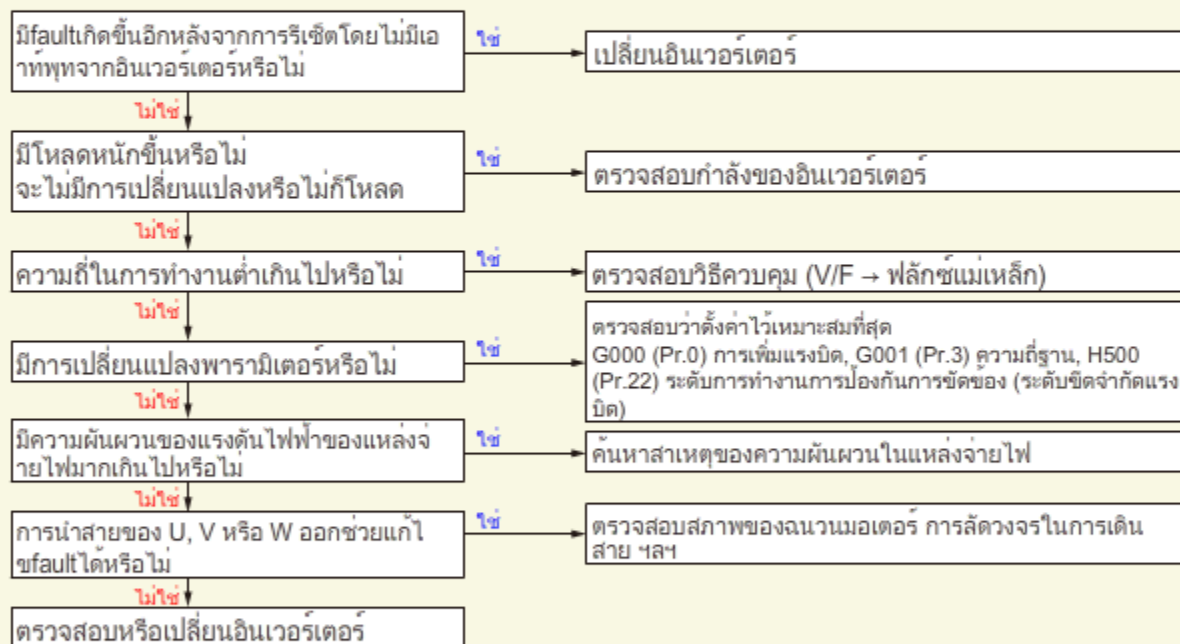 มีfaultเกิดขึ้นอีกหลังจากการรีเซ็ตโดยไม่มีเอ
าท์พุทจากอินเวอร์เตอร์หรือไม่
ใช่
เปลี่ยนอินเวอร์เตอร์
ไม่ใช่
มีโหลดหนักขึ้นหรือไม่
จะไม่มีการเปลี่ยนแปลงหรือไม่ก็โหลด
ใช่
ตรวจสอบกำลังของอินเวอร์เตอร์
ไม่ใช่
ความถี่ในการทำงานต่ำเกินไปหรือไม่
ใช่
ตรวจสอบวิธีควบคุม (V/F → ฟลักซ์แม่เหล็ก)
ไม่ใช่
มีการเปลี่ยนแปลงพารามิเตอร์หรือไม่
ใช่
ตรวจสอบว่าตั้งค่าไว้เหมาะสมที่สุด
G000 (Pr.0) การเพิ่มแรงบิด, G001 (Pr.3) ความถี่ฐาน, H500
(Pr.22) ระดับการทำงานการป้องกันการขัดข้อง (ระดับขีดจำกัดแรง
บิด)
ไม่ใช่
มีความผันผวนของแรงดันไฟฟ้าของแหล่งจ่
ายไฟมากเกินไปหรือไม่
ใช่
ค้นหาสาเหตุของความผันผวนในแหล่งจ่ายไฟ
ไม่ใช่
การนำสายของ U, V หรือ W ออกช่วยแก้ไ
ขfaultได้หรือไม่
ใช่
ตรวจสอบสภาพของฉนวนมอเตอร์ การลัดวงจรในการเดิน
สาย ฯลฯ
ไม่ใช่
ตรวจสอบหรือเปลี่ยนอินเวอร์เตอร์